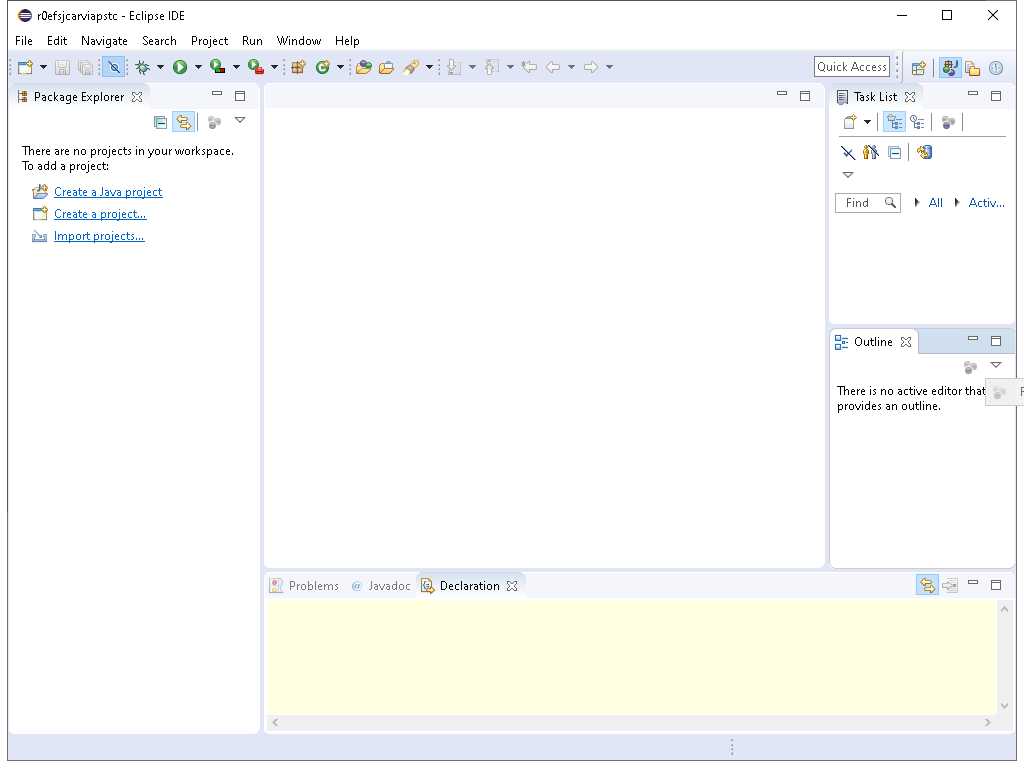 r0efsjcarviapstc - Eclipse IDE
File Edit Navigate Search Project Run Window Help
Quick Access
Package Explorer
There are no projects in your workspace.
To add a project:
Create a Java project
Create a project...
Import projects...
Task List
Find All Activ...
Outline
There is no active editor that
provides an outline.
Problems @ Javadoc Declaration